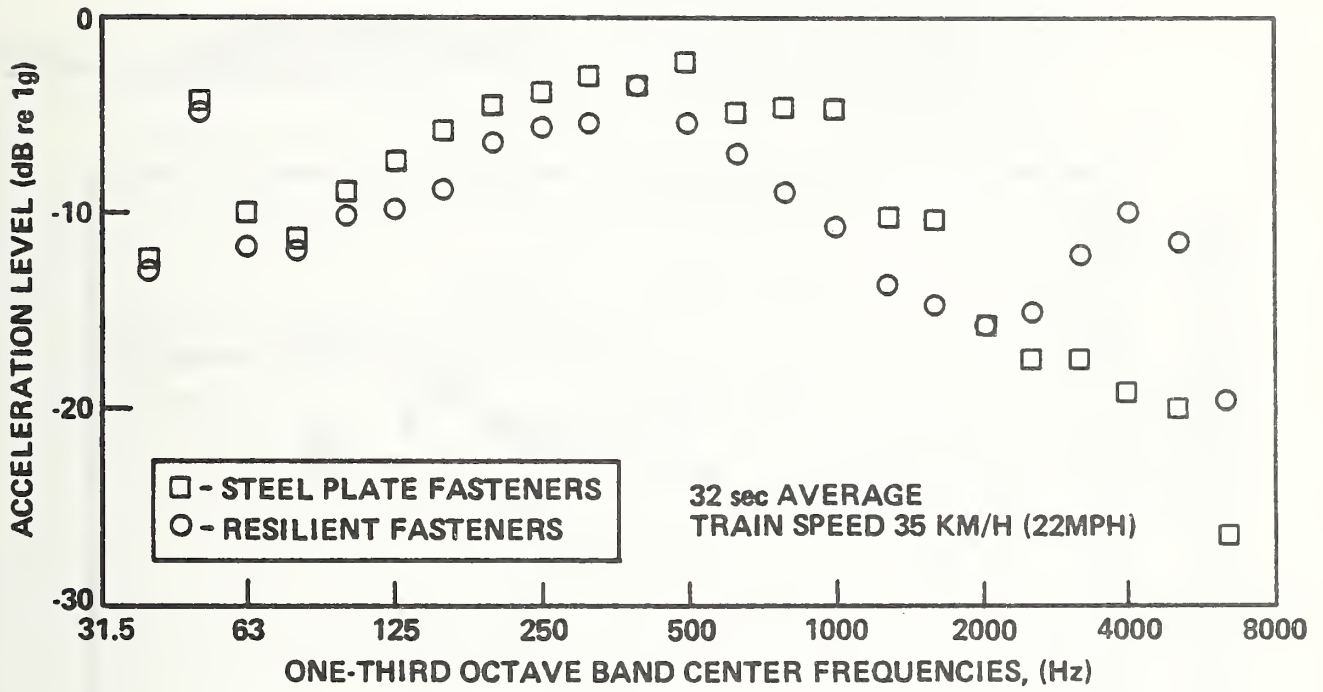 ACCELERATION LEVEL (dB re 1g)
0
-10
-20
-30
□ - STEEL PLATE FASTENERS
○ - RESILIENT FASTENERS
32 sec AVERAGE
TRAIN SPEED 35 KM/H (22MPH)
31.5 63 125 250 500 1000 2000 4000 8000
ONE-THIRD OCTAVE BAND CENTER FREQUENCIES, (Hz)